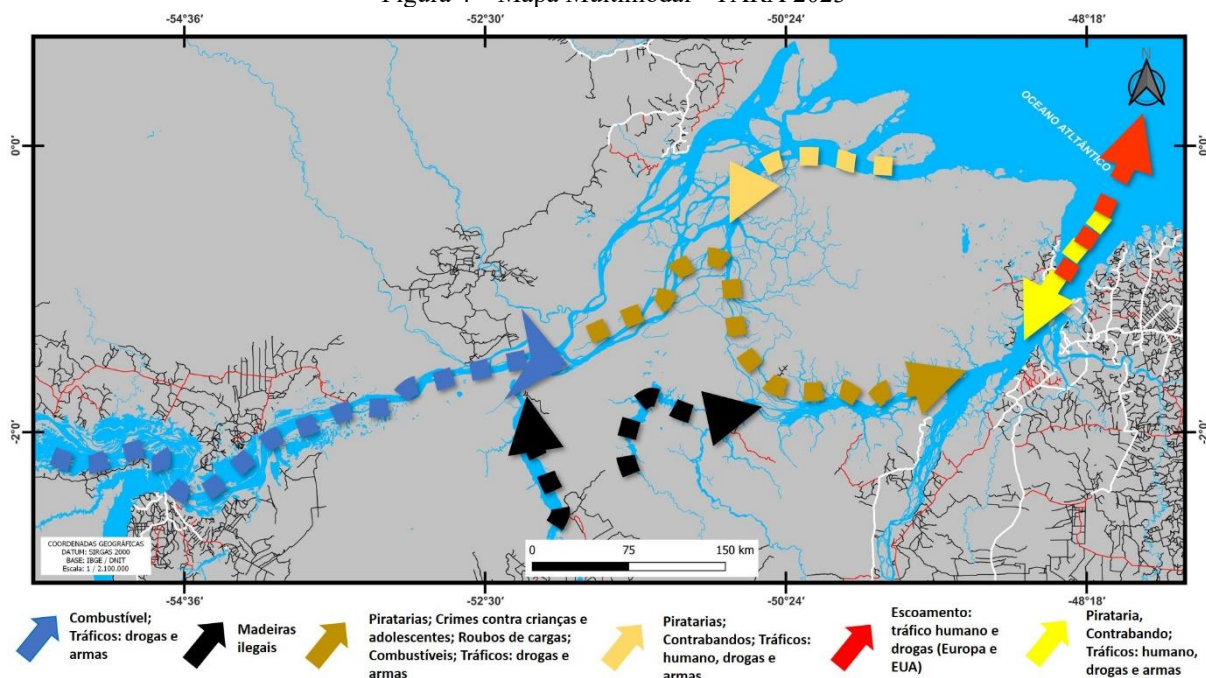 Figura 4 – Mapa Multimodal - PARÁ 2023
-54°36' -52°30' -50°24' -48°18'
N
OCEANO ATLTÂNTICO
0°0" 0°0"
-2°0" -2°0"
COORDENADAS GEOGRÁFICAS
DATUM: SIRGAS 2000
BASE: IBGE / DNIT
Escala: 1 / 2.100.000
0 75 150 km
-54°36' -52°30' -50°24' -48°18'
Combustível;
Tráficos: drogas e
armas
Madeiras
ilegais
Piratarias; Crimes contra crianças e
adolescentes; Roubos de cargas;
Combustíveis; Tráficos: drogas e
armas
Piratarias;
Contrabandos; Tráficos:
humano, drogas e
armas
Escoamento:
tráfico humano e
drogas (Europa e
EUA)
Pirataria,
Contrabando;
Tráficos: humano,
drogas e armas